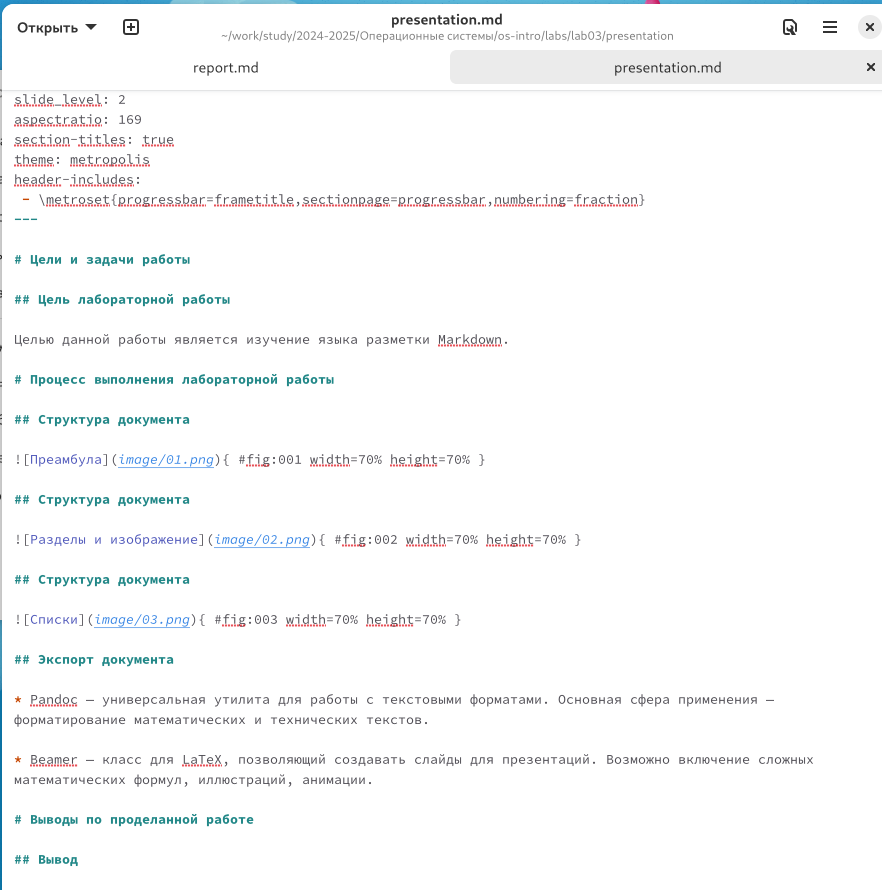 Открыть
presentation.md
~/work/study/2024-2025/Операционные системы/os-intro/labs/lab03/presentation
report.md
presentation.md
slide_level: 2
aspectratio: 169
section-titles: true
theme: metropolis
header-includes:
 - \metroset{progressbar=frametitle,sectionpage=progressbar,numbering=fraction}
---
# Цели и задачи работы
## Цель лабораторной работы
Целью данной работы является изучение языка разметки Markdown.
# Процесс выполнения лабораторной работы
## Структура документа
![Преамбула](image/01.png){ #fig:001 width=70% height=70% }
## Структура документа
![Разделы и изображение](image/02.png){ #fig:002 width=70% height=70% }
## Структура документа
![Списки](image/03.png){ #fig:003 width=70% height=70% }
## Экспорт документа
* Pandoc — универсальная утилита для работы с текстовыми форматами. Основная сфера применения —
форматирование математических и технических текстов.
* Beamer — класс для LaTeX, позволяющий создавать слайды для презентаций. Возможно включение сложных
математических формул, иллюстраций, анимации.
# Выводы по проделанной работе
## Вывод